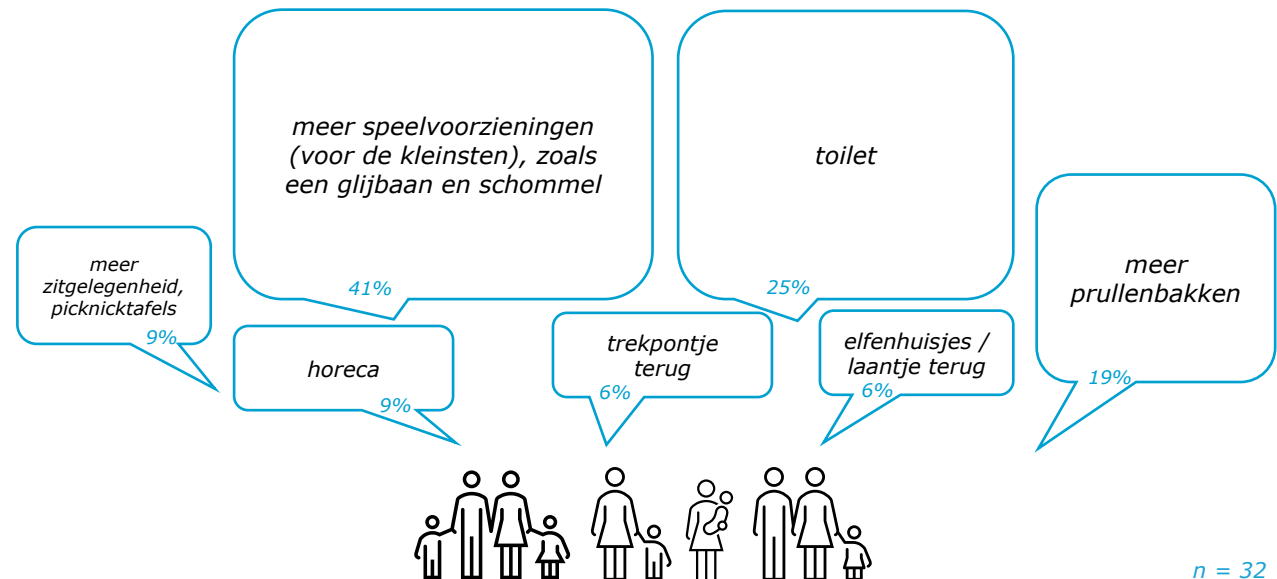 meer speelvoorzieningen
(voor de kleinsten), zoals
een glijbaan en schommel
41%
toilet
25%
meer
prullenbakken
19%
meer
zitgelegenheid,
picknicktafels
9%
horeca
9%
trekpontje
terug
6%
elfenhuisjes /
laantje terug
6%
n = 32